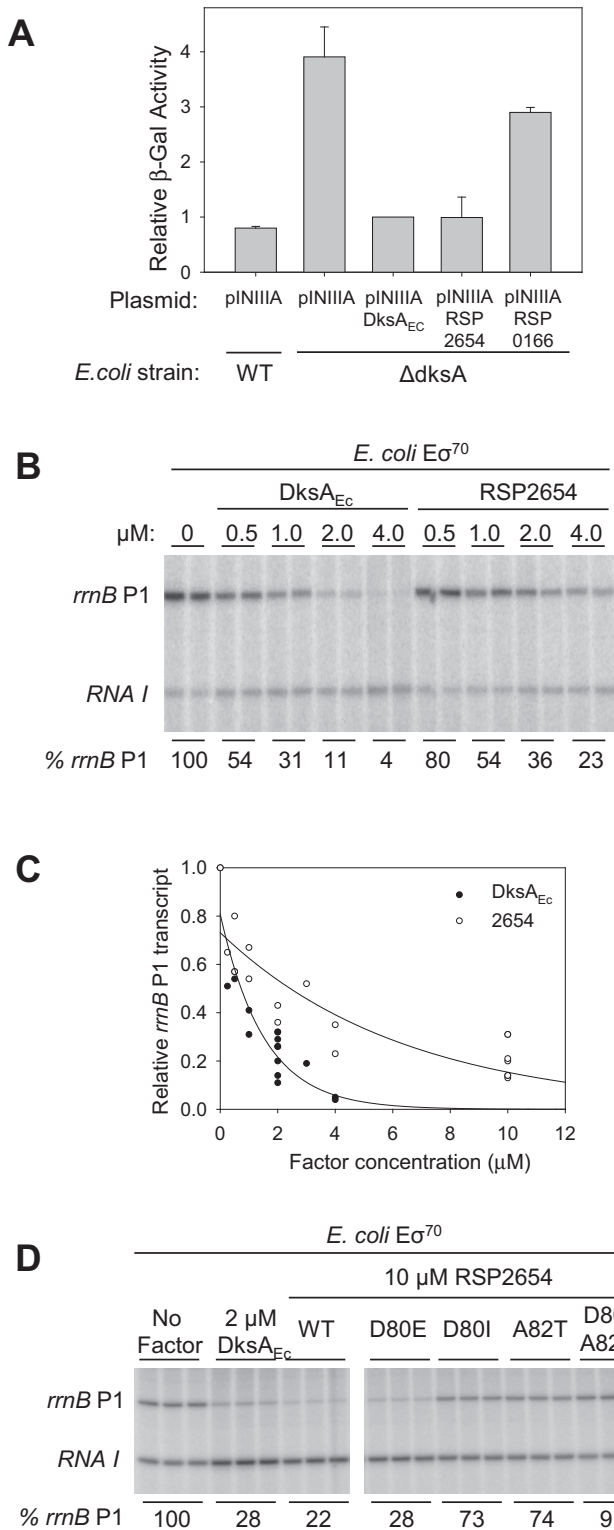 A
Relative β-Gal Activity
4
3
2
1
0
Plasmid: pINIIIA pINIIIA pINIIIA pINIIIA pINIIIA
DksAEC RSP RSP
2654 0166
E.coli strain: WT ΔdksA
B
E. coli Eσ70
DksAEc RSP2654
μM: 0 0.5 1.0 2.0 4.0 0.5 1.0 2.0 4.0
rrnB P1
RNA I
% rrnB P1 100 54 31 11 4 80 54 36 23
C
Relative rrnB P1 transcript
1.0
0.8
0.6
0.4
0.2
0.0
DksAEc
2654
0 2 4 6 8 10 12
Factor concentration (μM)
D
E. coli Eσ70
10 μM RSP2654
No Factor 2 μM DksAEc WT D80E D80I A82T
rrnB P1
RNA I
% rrnB P1 100 28 22 28 73 74